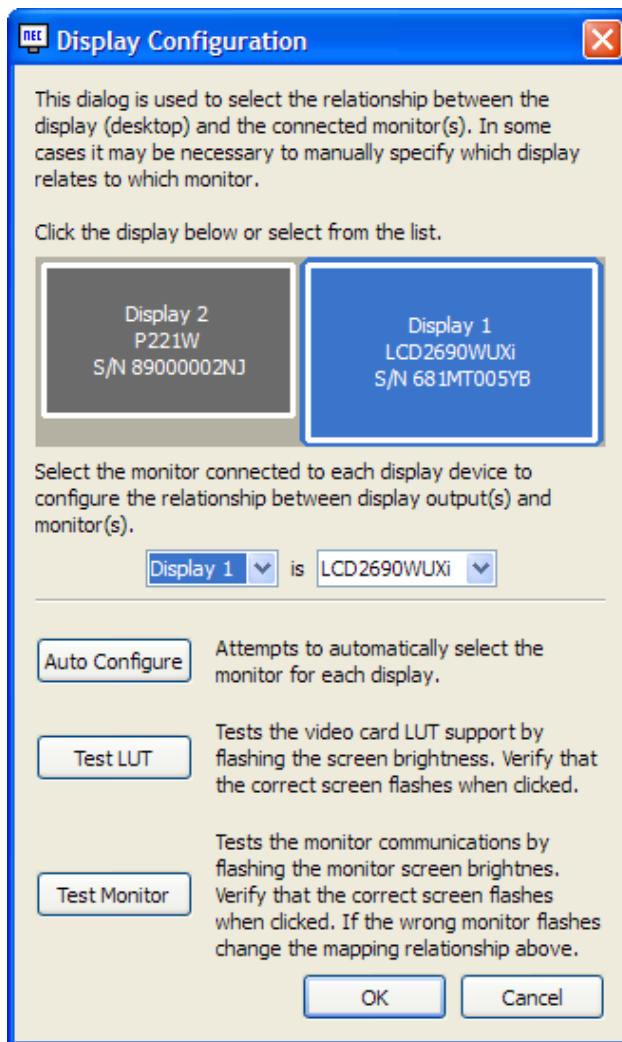 NEC
Display Configuration
This dialog is used to select the relationship between the
display (desktop) and the connected monitor(s). In some
cases it may be necessary to manually specify which display
relates to which monitor.
Click the display below or select from the list.
Display 2
P221W
S/N 89000002NJ
Display 1
LCD2690WUXi
S/N 681MT005YB
Select the monitor connected to each display device to
configure the relationship between display output(s) and
monitor(s).
Display 1 is LCD2690WUXi
Auto Configure
Attempts to automatically select the
monitor for each display.
Test LUT
Tests the video card LUT support by
flashing the screen brightness. Verify that
the correct screen flashes when clicked.
Test Monitor
Tests the monitor communications by
flashing the monitor screen brightnes.
Verify that the correct screen flashes
when clicked. If the wrong monitor flashes
change the mapping relationship above.
OK Cancel